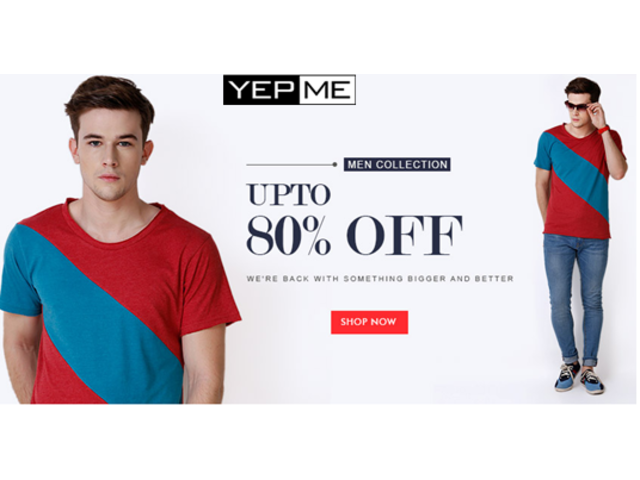 YEPME
MEN COLLECTION
UPTO
80% OFF
WE'RE BACK WITH SOMETHING BIGGER AND BETTER
SHOP NOW